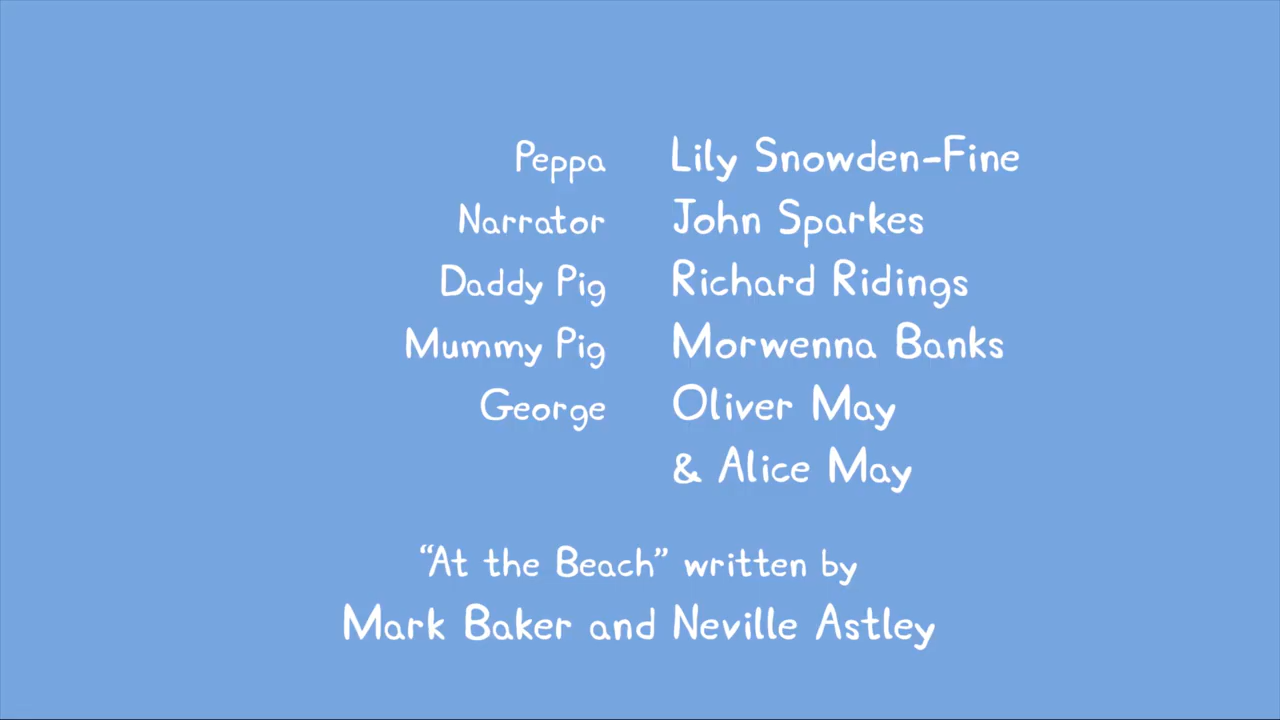 Peppa Lily Snowden-Fine
Narrator John Sparkes
Daddy Pig Richard Ridings
Mummy Pig Morwenna Banks
George Oliver May
& Alice May
“At the Beach” written by
Mark Baker and Neville Astley